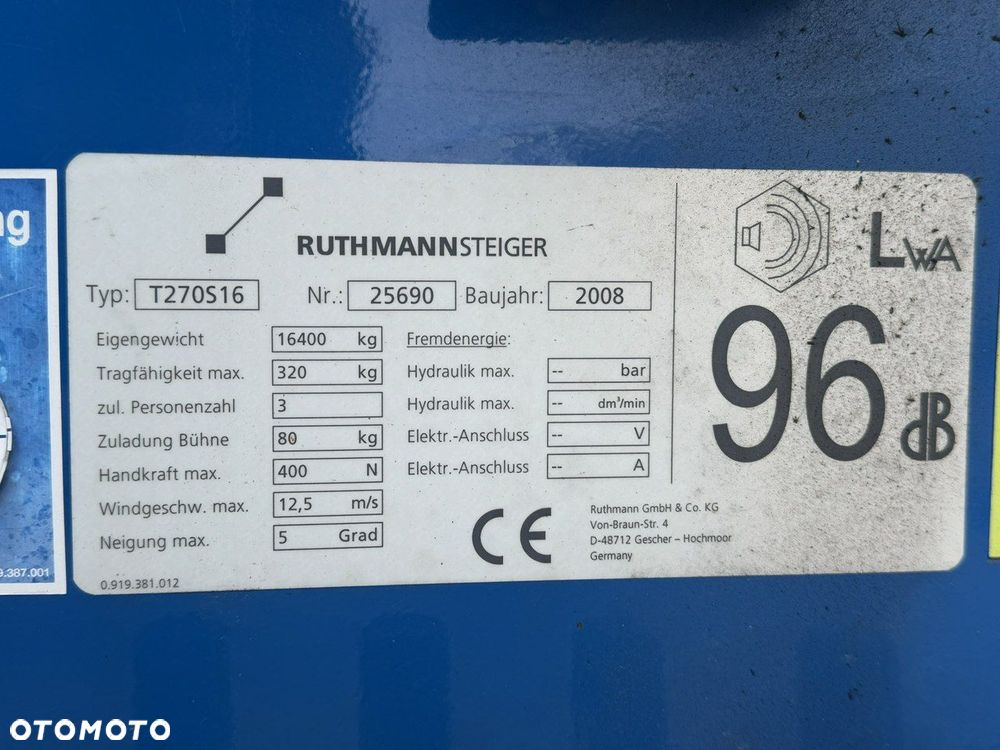 ng
RUTHMANNSTEIGER
Typ: T270S16 Nr.: 25690 Baujahr: 2008
Eigengewicht 16400 kg
Tragfähigkeit max. 320 kg
zul. Personenzahl 3
Zuladung Bühne 80 kg
Handkraft max. 400 N
Windgeschw. max. 12,5 m/s
Neigung max. 5 Grad
0.919.381.012
Fremdenergie:
Hydraulik max. -- bar
Hydraulik max. -- dm³/min
Elektr.-Anschluss -- V
Elektr.-Anschluss -- A
CE
Ruthmann GmbH & Co. KG
Von-Braun-Str. 4
D-48712 Gescher – Hochmoor
Germany
LWA
96 dB
9.387.001
OTOMOTO